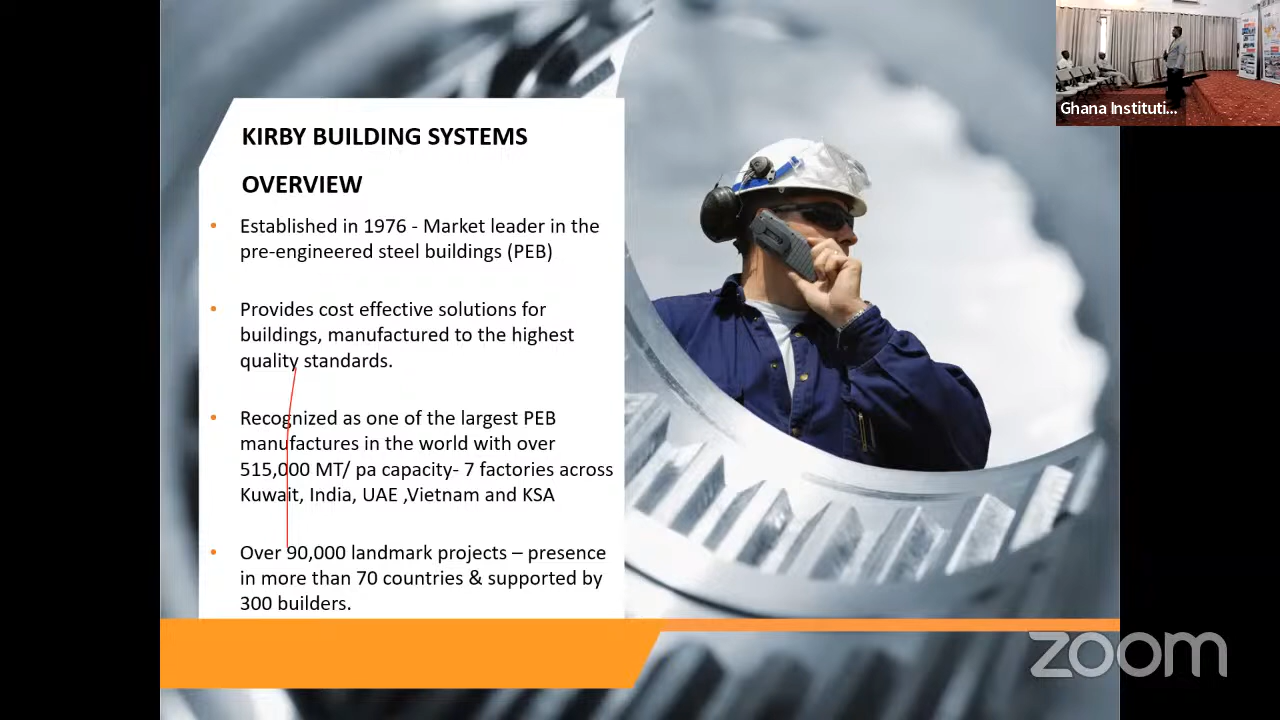 KIRBY BUILDING SYSTEMS
OVERVIEW
• Established in 1976 - Market leader in the
pre-engineered steel buildings (PEB)
• Provides cost effective solutions for
buildings, manufactured to the highest
quality standards.
• Recognized as one of the largest PEB
manufactures in the world with over
515,000 MT/ pa capacity- 7 factories across
Kuwait, India, UAE ,Vietnam and KSA
• Over 90,000 landmark projects – presence
in more than 70 countries & supported by
300 builders.
Ghana Instituti...
zoom